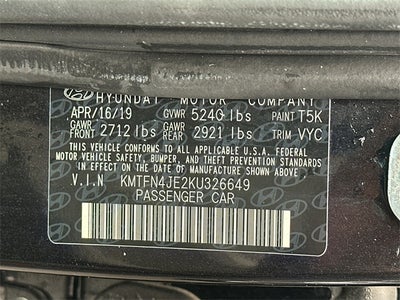 HYUNDAI MOTOR COMPANY
APR/16/19 GVWR 5240 lbs PAINT T5K
GAWR FRONT 2712 lbs GAWR REAR 2921 lbs TRIM VYC
THIS VEHICLE CONFORMS TO ALL APPLICABLE U.S.A. FEDERAL
MOTOR VEHICLE SAFETY, BUMPER, AND THEFT PREVENTION STANDARDS
IN EFFECT ON THE DATE OF MANUFACTURE SHOWN ABOVE.
V.I.N KMTFN4JE2KU326649
PASSENGER CAR